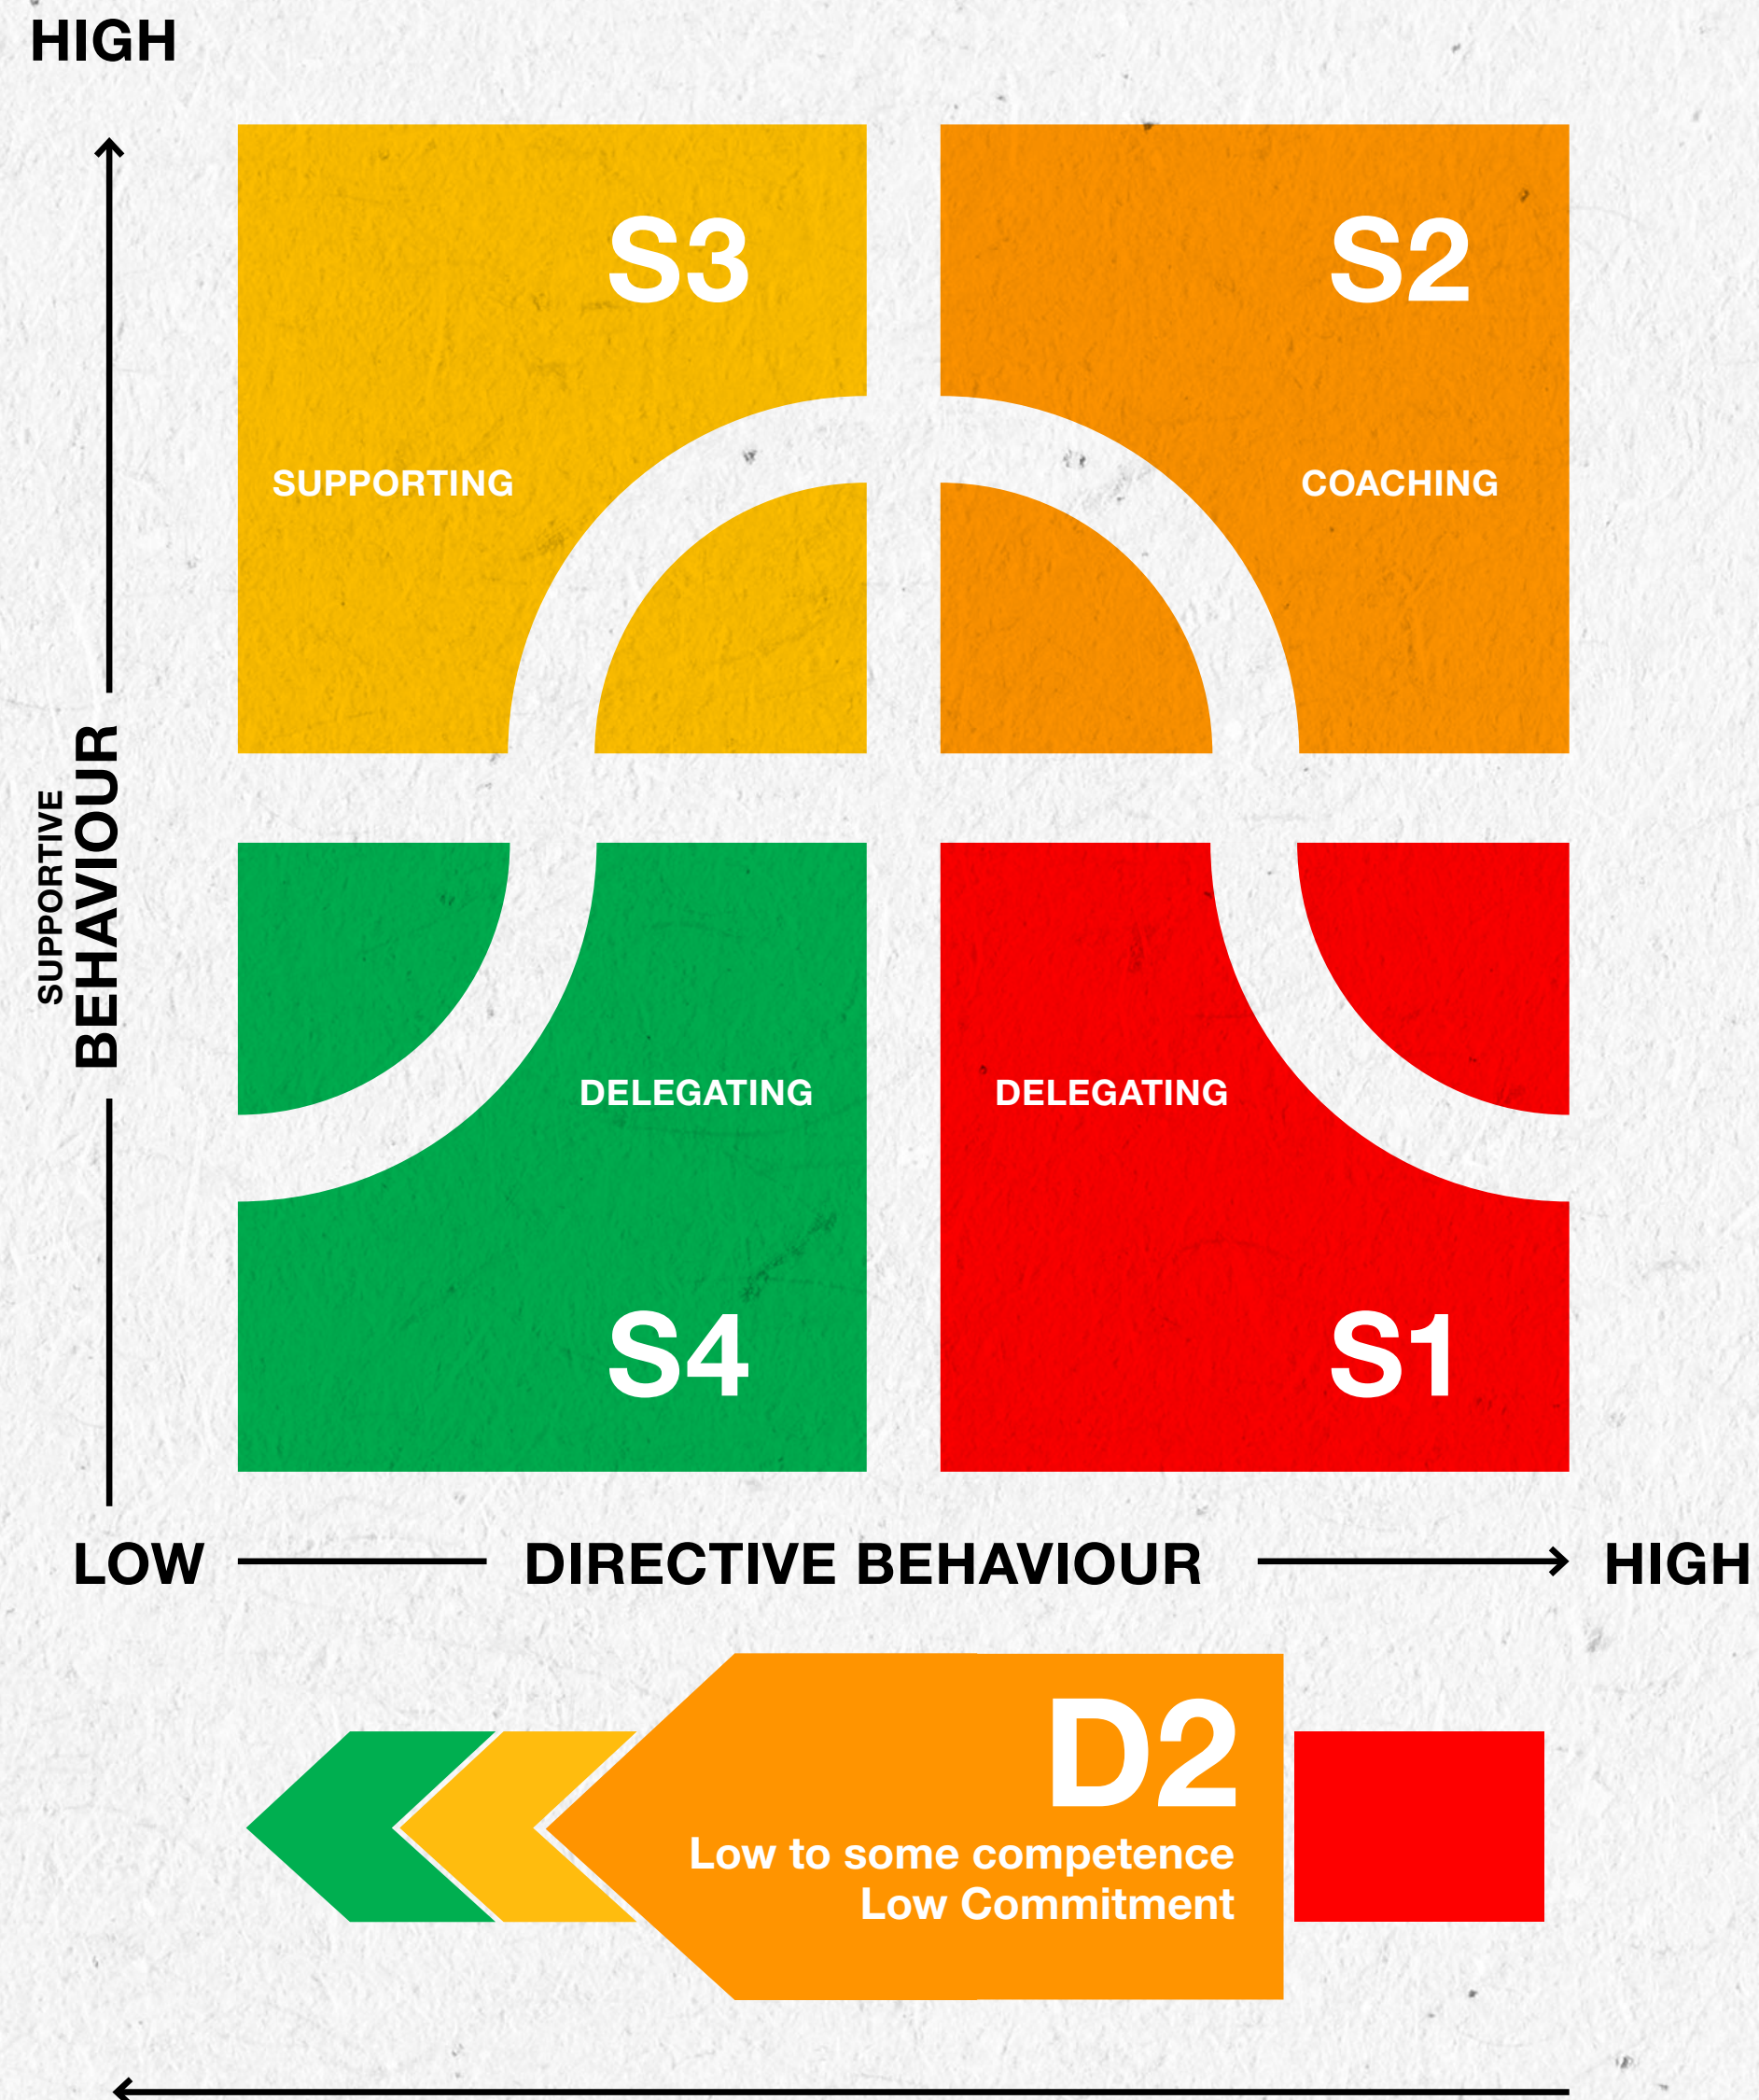 HIGH
S3
S2
SUPPORTING
COACHING
SUPPORTIVE
BEHAVIOUR
DELEGATING
DELEGATING
S4
S1
LOW
DIRECTIVE BEHAVIOUR
HIGH
D2
Low to some competence
Low Commitment